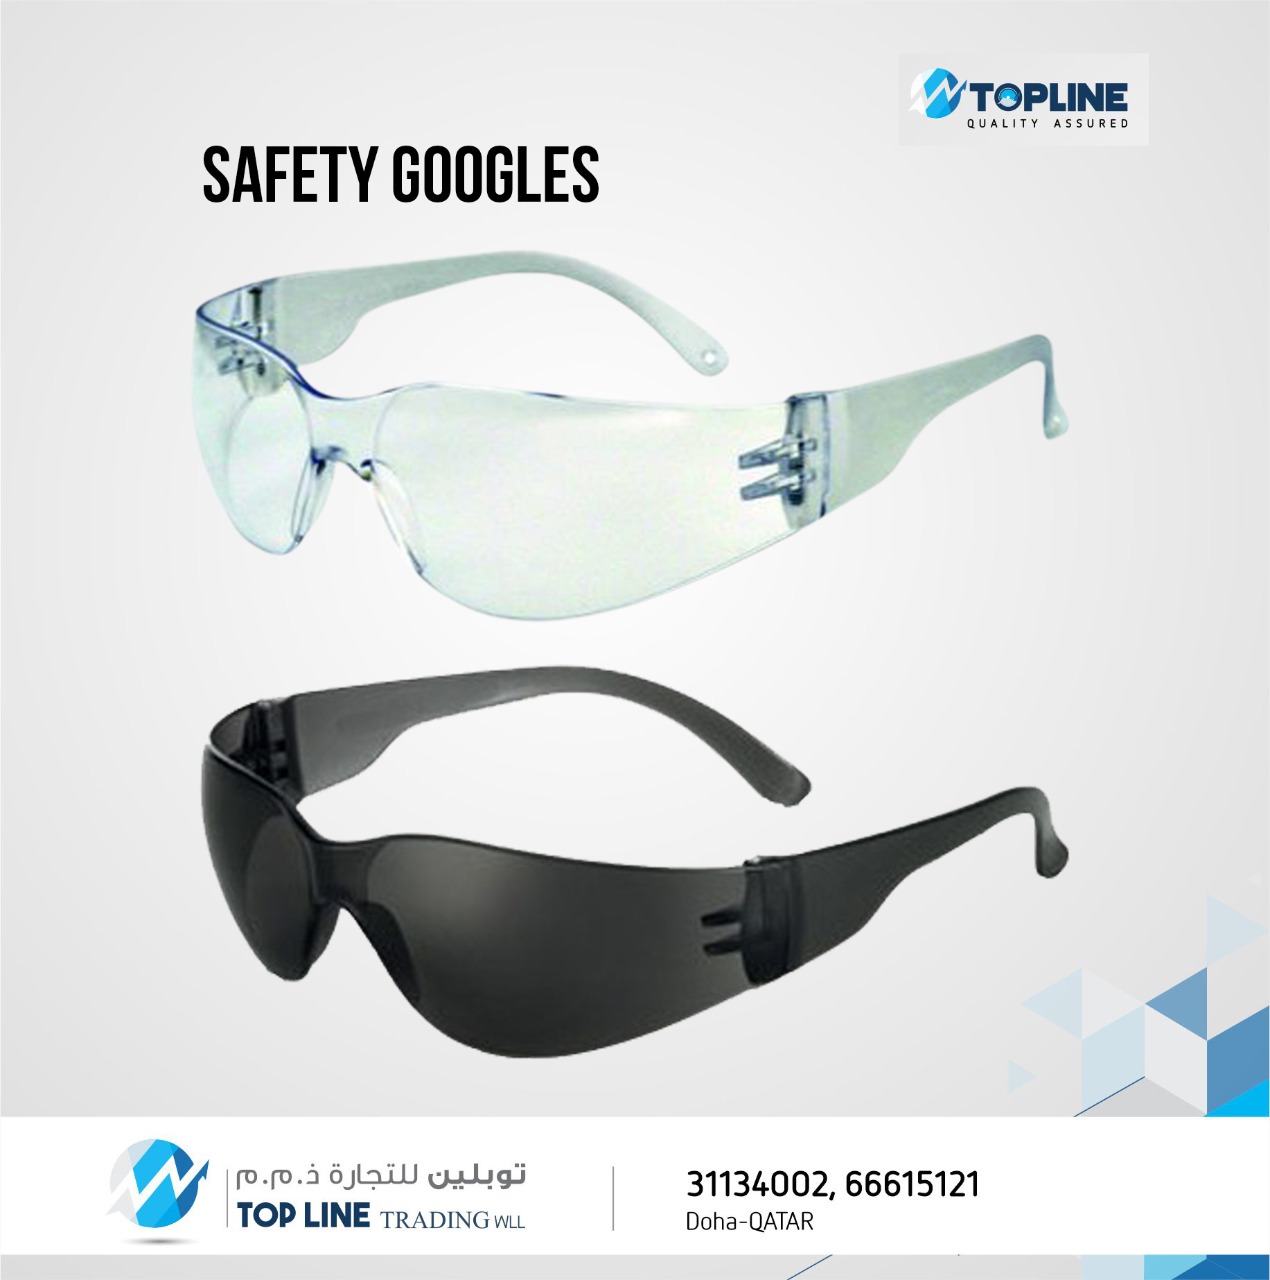 TOPLINE
QUALITY ASSURED
SAFETY GOOGLES
توبلين للتجارة ذ.م.م
TOP LINE TRADING WLL
31134002, 66615121
Doha-QATAR